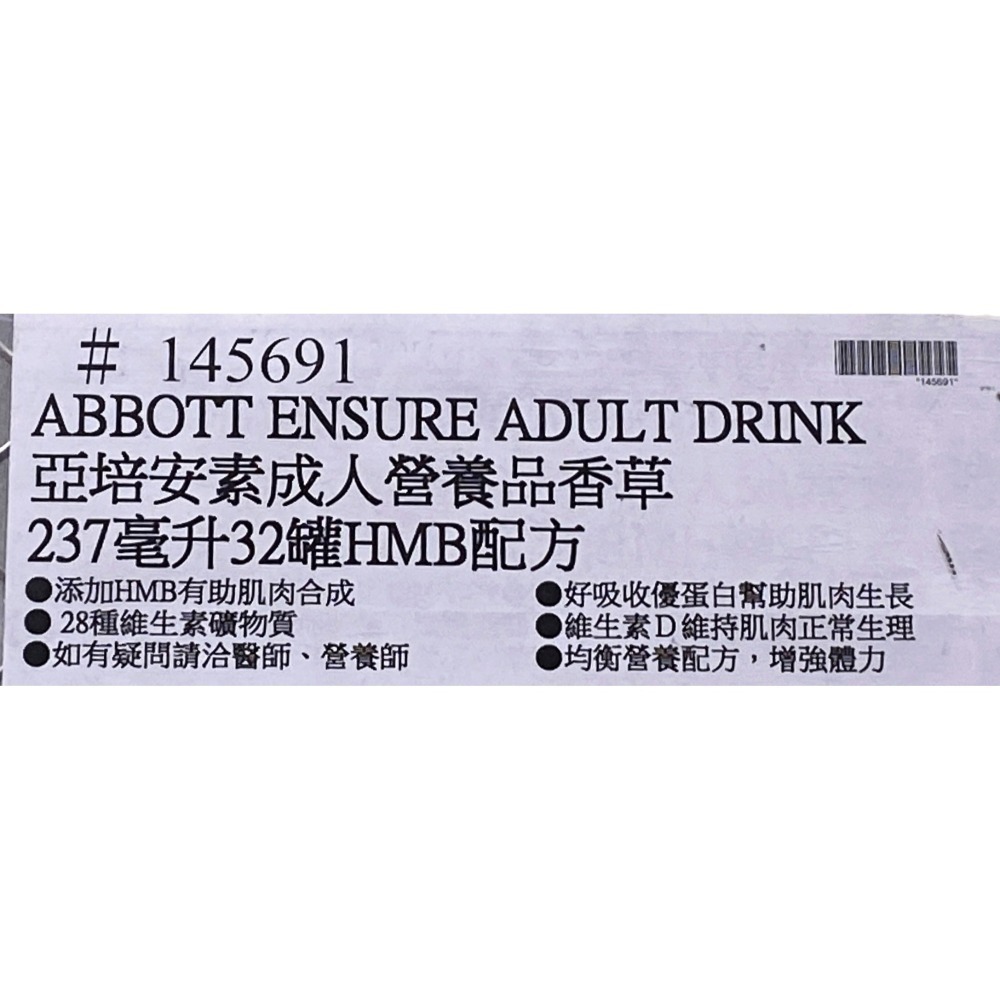 # 145691
*145691*
ABBOTT ENSURE ADULT DRINK
亞培安素成人營養品香草
237毫升32罐HMB配方
●添加HMB有助肌肉合成
●好吸收優蛋白幫助肌肉生長
● 28種維生素礦物質
●維生素D維持肌肉正常生理
●如有疑問請洽醫師、營養師
●均衡營養配方，增強體力